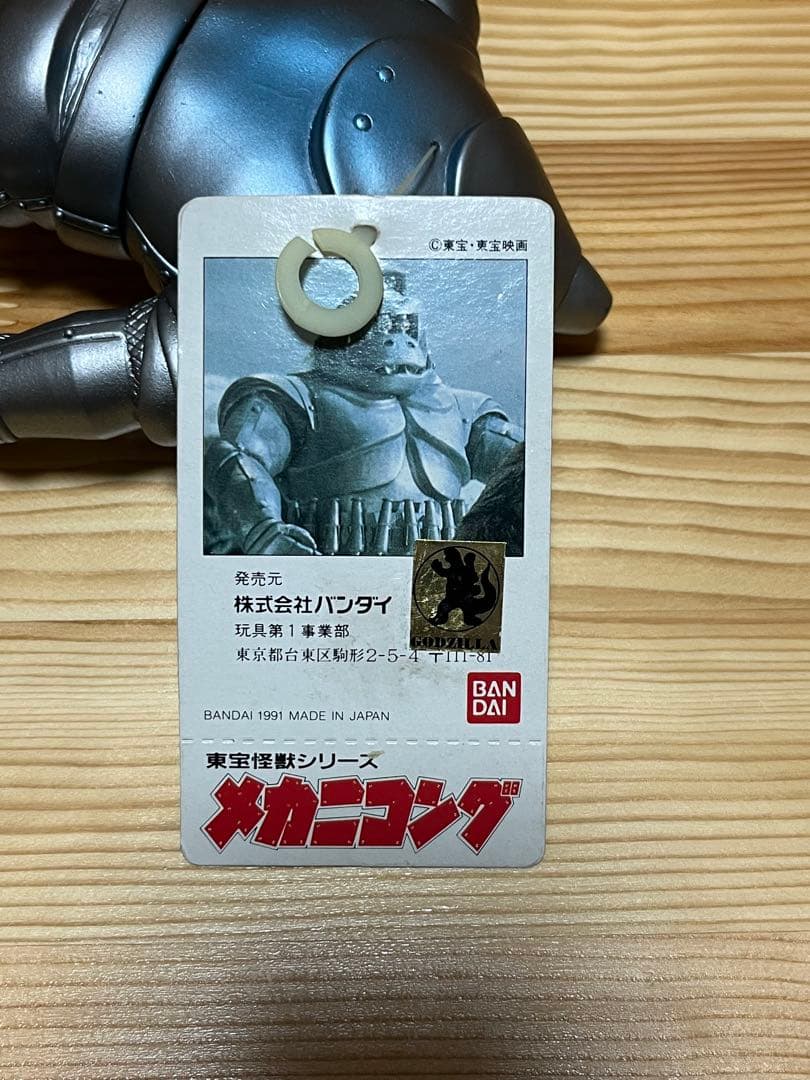 ©東宝・東宝映画
発売元
株式会社バンダイ
玩具第1事業部
東京都台東区駒形2-5-4 〒111-81
GODZILLA
BANDAI 1991 MADE IN JAPAN
BAN
DAI
東宝怪獣シリーズ
メカニコング